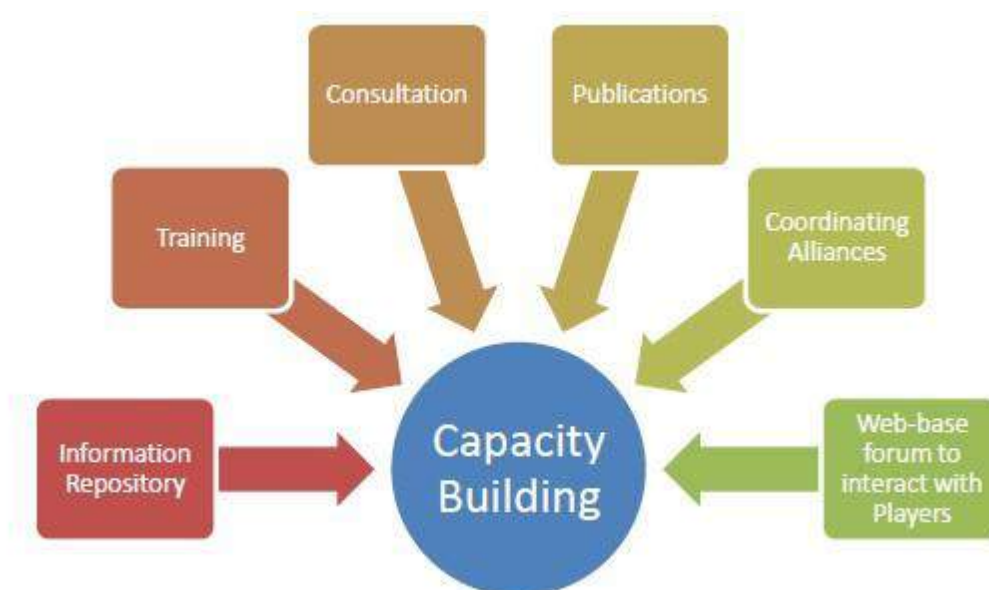 Consultation
Publications
Training
Coordinating
Alliances
Information
Repository
Capacity
Building
Web-base
forum to
interact with
Players